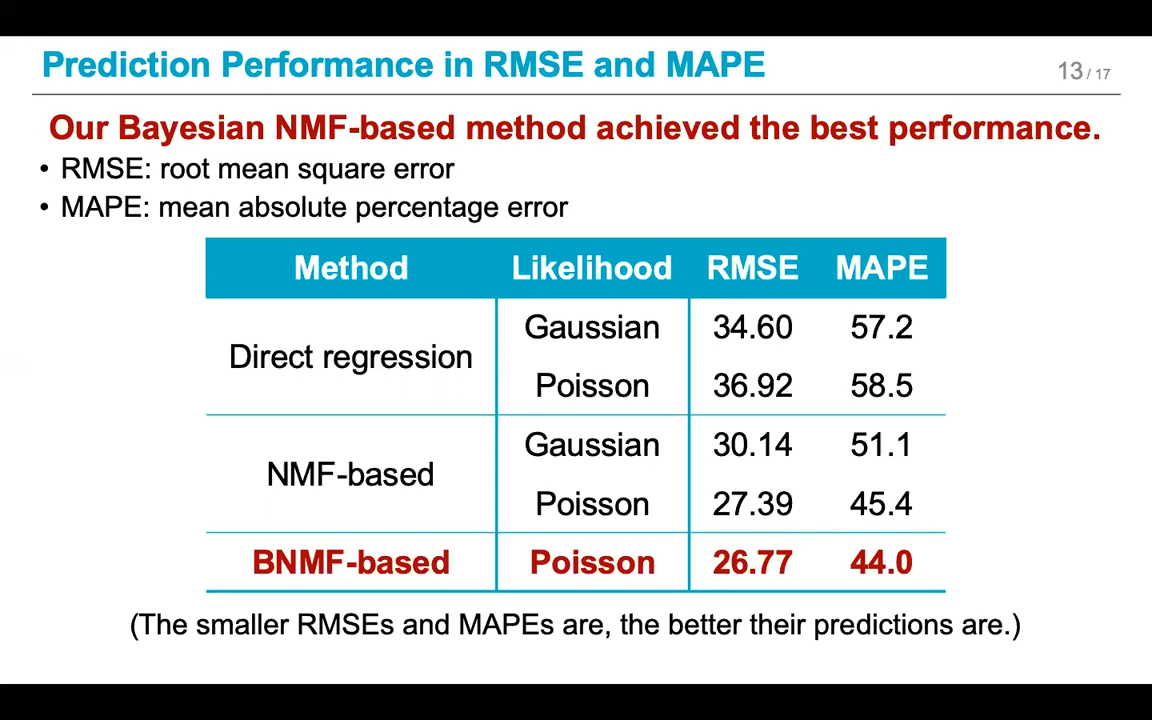 Prediction Performance in RMSE and MAPE
13 / 17
Our Bayesian NMF-based method achieved the best performance.
• RMSE: root mean square error
• MAPE: mean absolute percentage error
Method Likelihood RMSE MAPE
Direct regression
Gaussian 34.60 57.2
Poisson 36.92 58.5
NMF-based
Gaussian 30.14 51.1
Poisson 27.39 45.4
BNMF-based Poisson 26.77 44.0
(The smaller RMSEs and MAPEs are, the better their predictions are.)